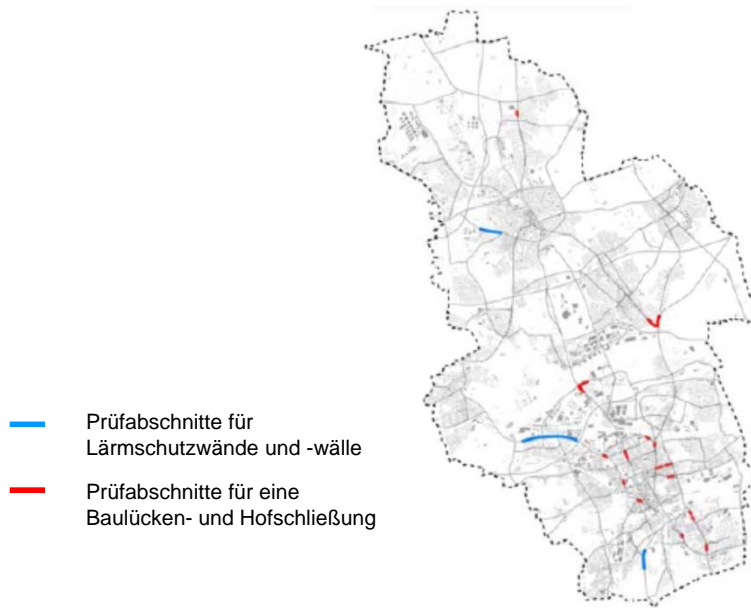 Prüfabschnitte für
Lärmschutzwände und -wälle
Prüfabschnitte für eine
Baulücken- und Hofschließung